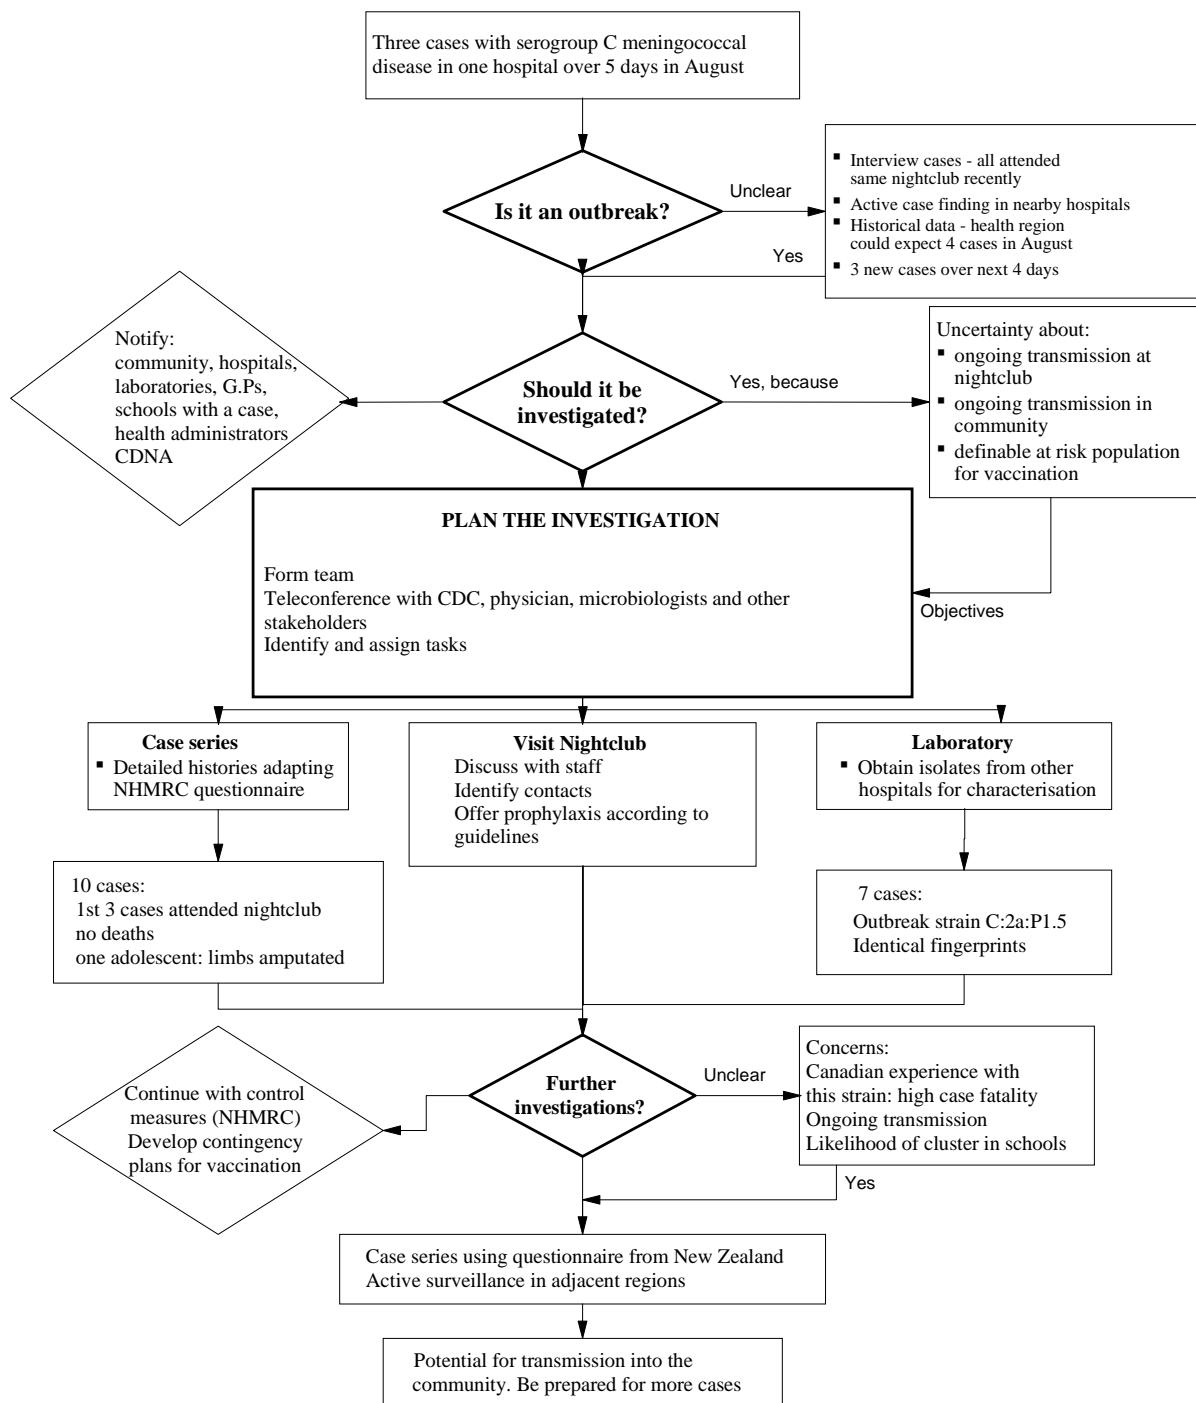 Three cases with serogroup C meningococcal
disease in one hospital over 5 days in August
Is it an outbreak?
Unclear
▪ Interview cases - all attended
same nightclub recently
▪ Active case finding in nearby hospitals
▪ Historical data - health region
could expect 4 cases in August
▪ 3 new cases over next 4 days
Yes
Notify:
community, hospitals,
laboratories, G.Ps,
schools with a case,
health administrators
CDNA
Should it be
investigated?
Yes, because
Uncertainty about:
▪ ongoing transmission at
nightclub
▪ ongoing transmission in
community
▪ definable at risk population
for vaccination
Objectives
PLAN THE INVESTIGATION
Form team
Teleconference with CDC, physician, microbiologists and other
stakeholders
Identify and assign tasks
Case series
▪ Detailed histories adapting
NHMRC questionnaire
Visit Nightclub
Discuss with staff
Identify contacts
Offer prophylaxis according to
guidelines
Laboratory
▪ Obtain isolates from other
hospitals for characterisation
10 cases:
1st 3 cases attended nightclub
no deaths
one adolescent: limbs amputated
7 cases:
Outbreak strain C:2a:P1.5
Identical fingerprints
Continue with control
measures (NHMRC)
Develop contingency
plans for vaccination
Further
investigations?
Unclear
Concerns:
Canadian experience with
this strain: high case fatality
Ongoing transmission
Likelihood of cluster in schools
Yes
Case series using questionnaire from New Zealand
Active surveillance in adjacent regions
Potential for transmission into the
community. Be prepared for more cases